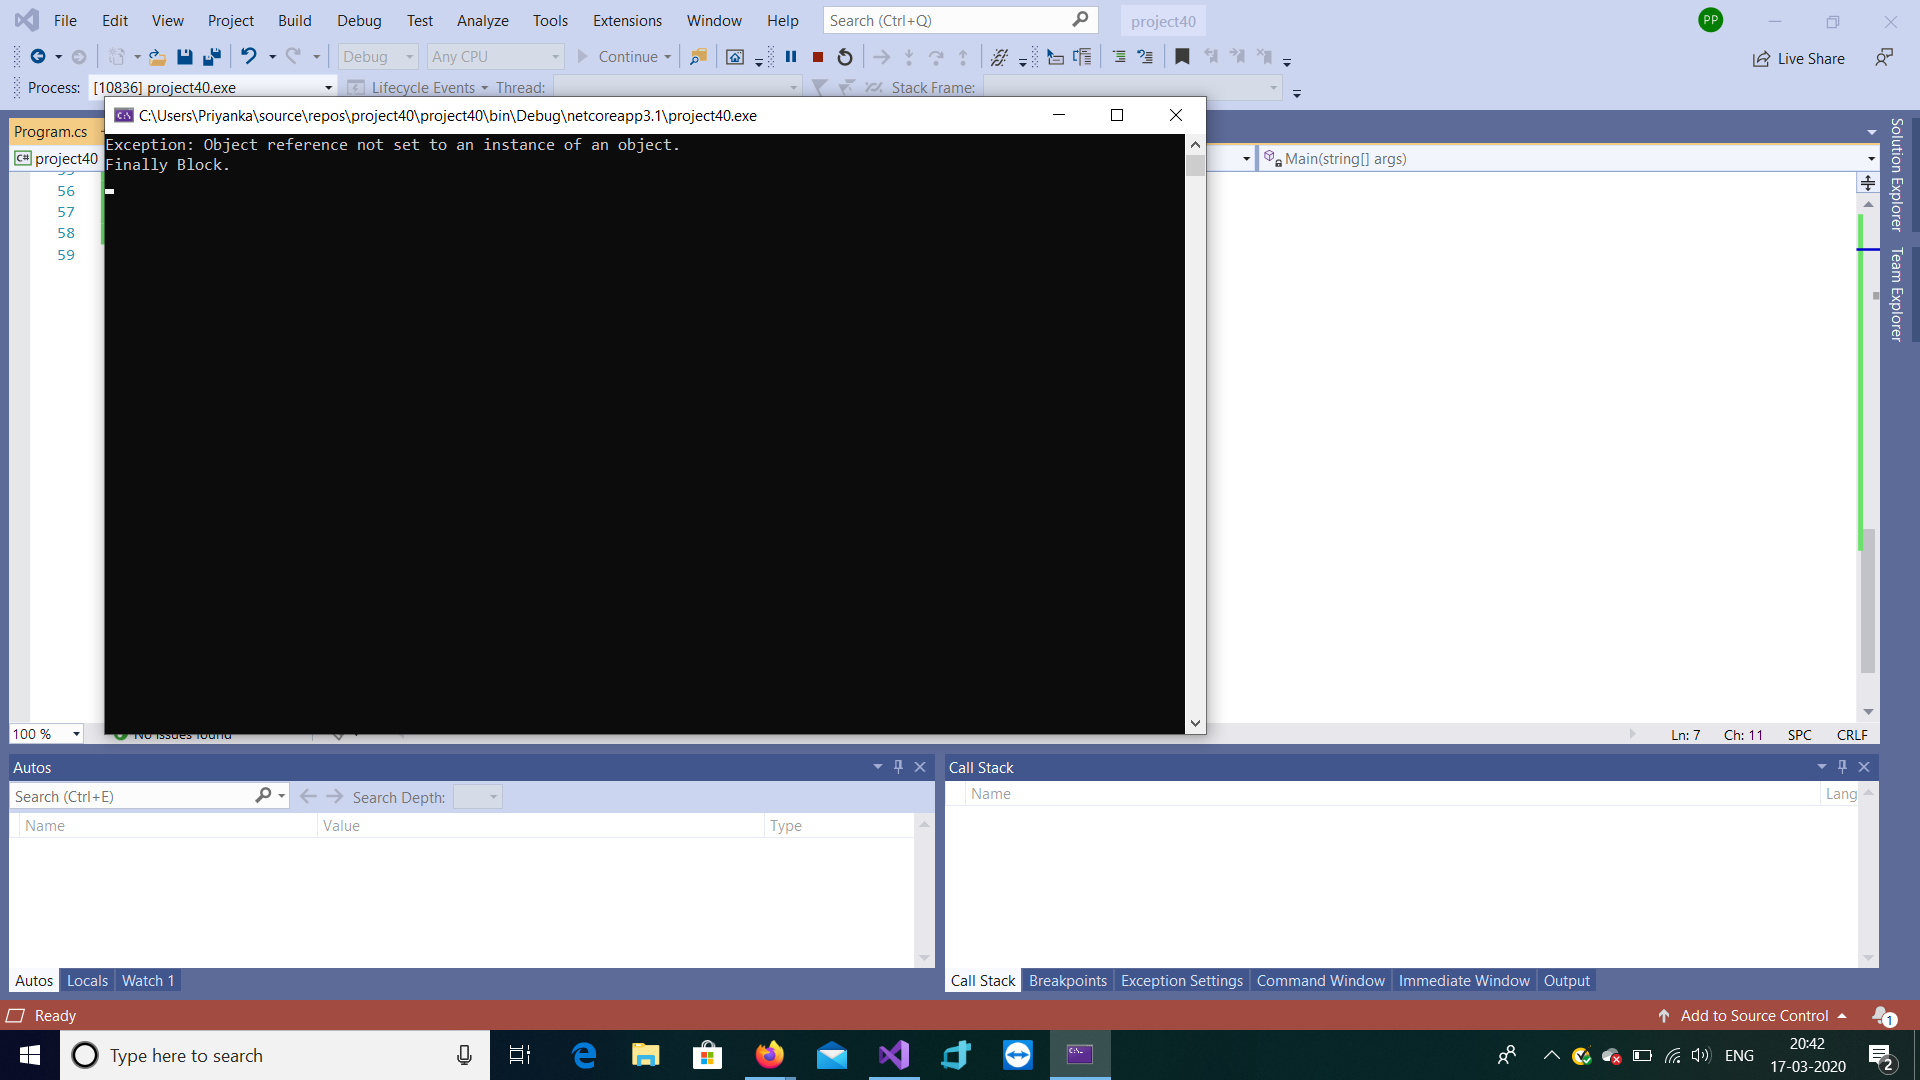 File Edit View Project Build Debug Test Analyze Tools Extensions Window Help Search (Ctrl+Q) project40 PP
Debug Any CPU Continue Live Share
Process: [10836] project40.exe Lifecycle Events Thread: Stack Frame:
C:\Users\Priyanka\source\repos\project40\project40\bin\Debug\netcoreapp3.1\project40.exe
Program.cs
Exception: Object reference not set to an instance of an object.
Finally Block.
C# project40 Main(string[] args)
56
57
58
59
Solution Explorer
Team Explorer
100 % No issues found Ln: 7 Ch: 11 SPC CRLF
Autos
Search (Ctrl+E) Search Depth:
Name Value Type
Autos Locals Watch 1
Call Stack
Name Lang
Call Stack Breakpoints Exception Settings Command Window Immediate Window Output
Ready Add to Source Control 1
Type here to search ENG 20:42
17-03-2020 2